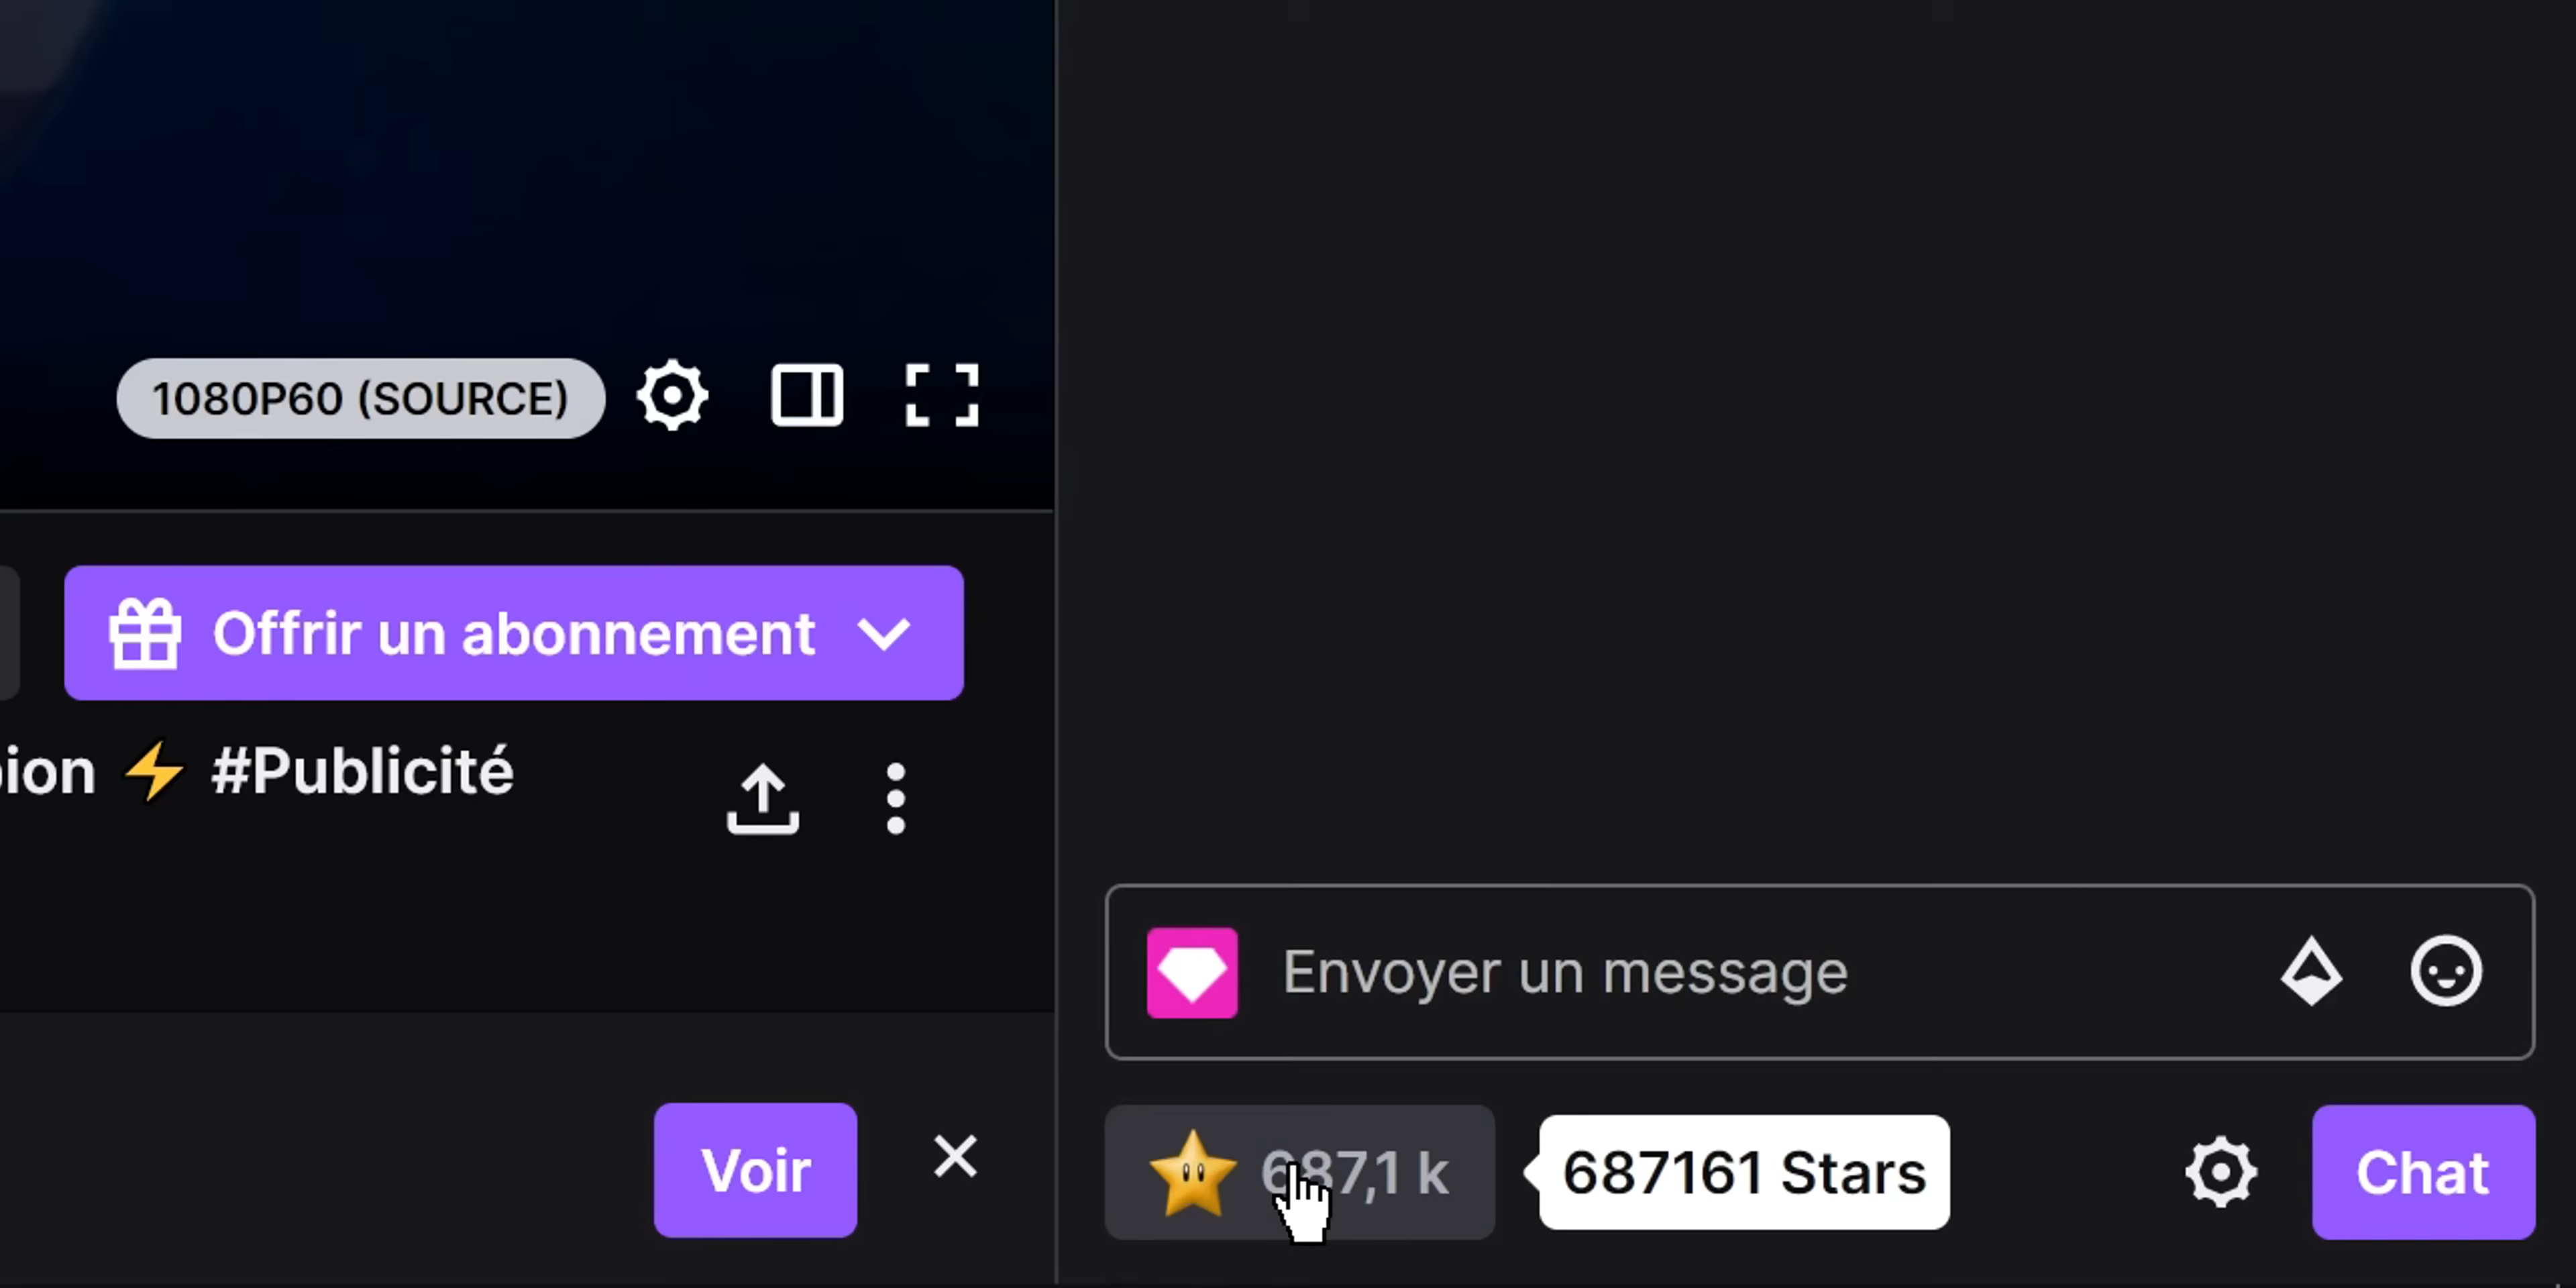 1080P60 (SOURCE)
Offrir un abonnement
ion ⚡ #Publicité
Envoyer un message
Voir
687,1 k
687161 Stars
Chat